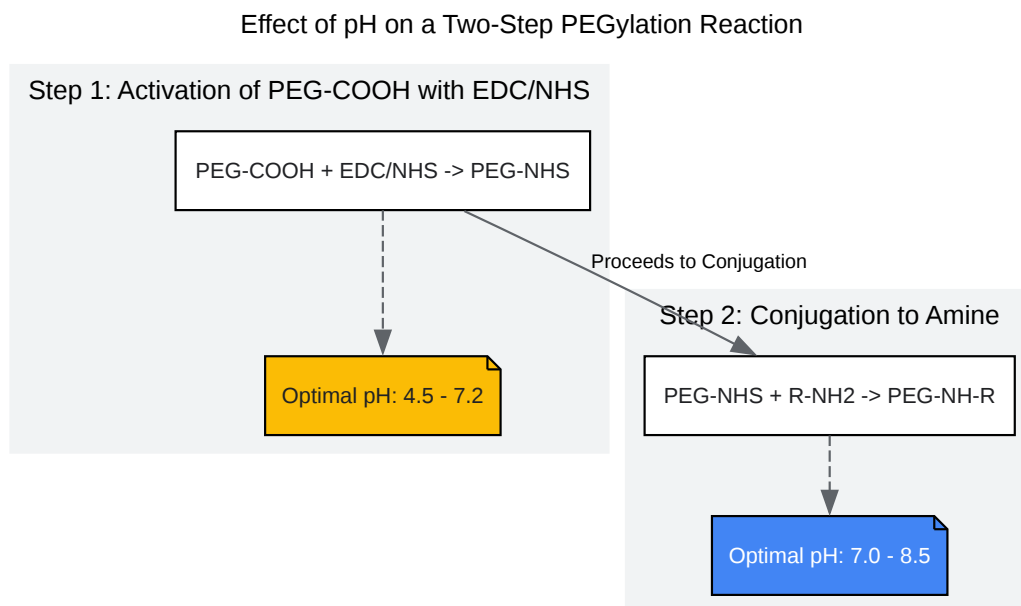 Effect of pH on a Two-Step PEGylation Reaction
Step 1: Activation of PEG-COOH with EDC/NHS
PEG-COOH + EDC/NHS -> PEG-NHS
Proceeds to Conjugation
Step 2: Conjugation to Amine
Optimal pH: 4.5 - 7.2
PEG-NHS + R-NH2 -> PEG-NH-R
Optimal pH: 7.0 - 8.5